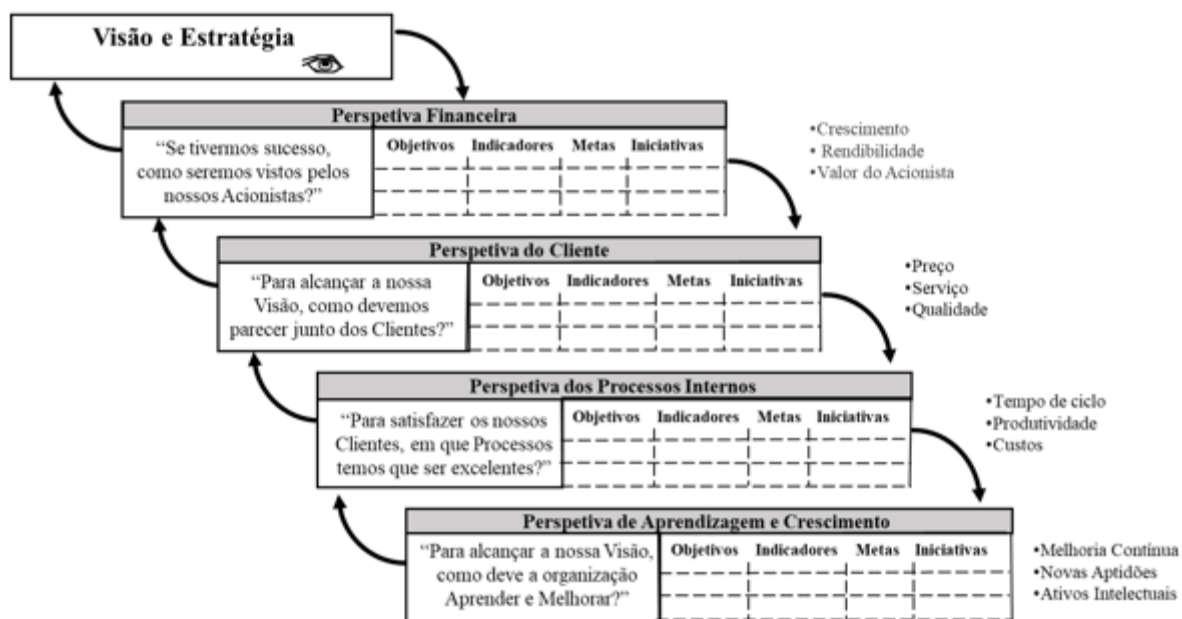 Visão e Estratégia
Perspetiva Financeira
“Se tivermos sucesso,
como seremos vistos pelos
nossos Acionistas?”
Objetivos Indicadores Metas Iniciativas
•Crescimento
• Rendibilidade
•Valor do Acionista
Perspetiva do Cliente
“Para alcançar a nossa
Visão, como devemos
parecer junto dos Clientes?”
Objetivos Indicadores Metas Iniciativas
•Preço
•Serviço
•Qualidade
Perspetiva dos Processos Internos
“Para satisfazer os nossos
Clientes, em que Processos
temos que ser excelentes?”
Objetivos Indicadores Metas Iniciativas
•Tempo de ciclo
•Produtividade
•Custos
Perspetiva de Aprendizagem e Crescimento
“Para alcançar a nossa Visão,
como deve a organização
Aprender e Melhorar?”
Objetivos Indicadores Metas Iniciativas
•Melhoria Contínua
•Novas Aptidões
•Ativos Intelectuais